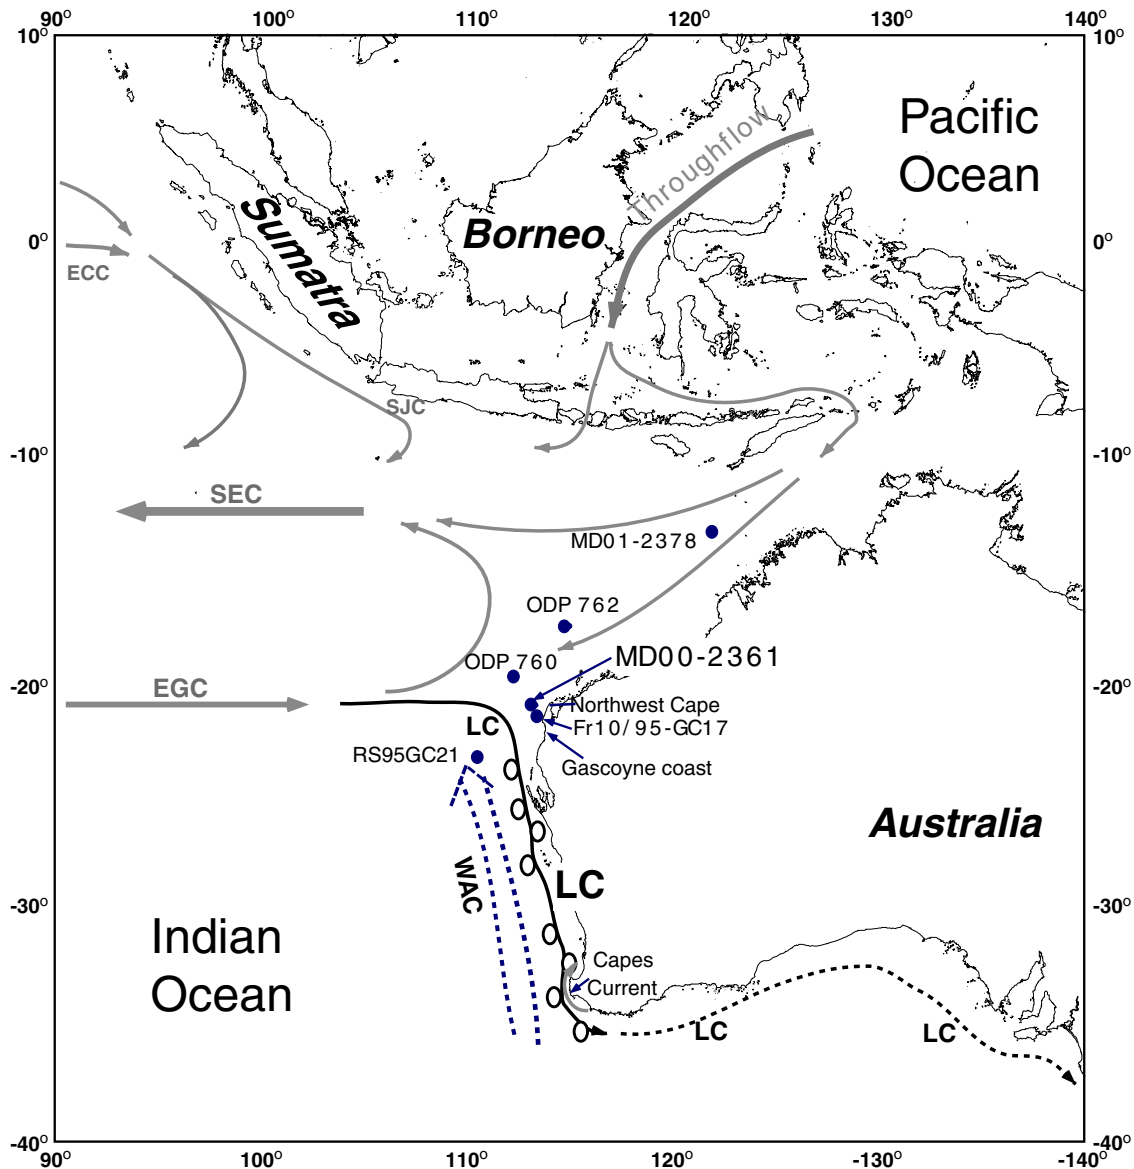 90° 100° 110° 120° -130° 140°
10° 10°
Pacific
Ocean
Throughflow
Sumatra
Borneo
0° 0°
ECC
SJC
-10° -10°
SEC
MD01-2378
ODP 762
ODP 760
MD00-2361
-20° -20°
EGC
Northwest Cape
LC
Fr10/95-GC17
RS95GC21
Gascoyne coast
Australia
WAC
LC
-30° -30°
Indian
Ocean
Capes
Current
LC
LC
-40° -40°
90° 100° 110° 120° -130° -140°